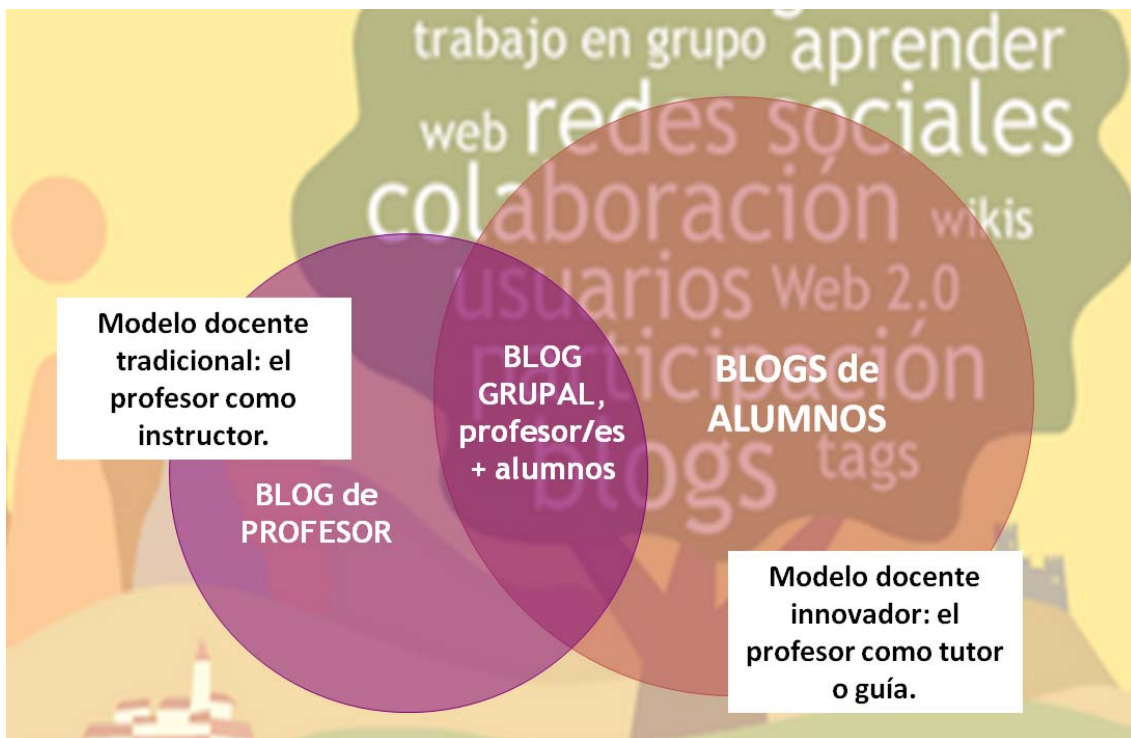 trabajo en grupo aprender
web redes sociales
colaboración wikis
usuarios Web 2.0
participación
blogs tags
Modelo docente
tradicional: el
profesor como
instructor.
BLOG de
PROFESOR
BLOG
GRUPAL,
profesor/es
+ alumnos
BLOGS de
ALUMNOS
Modelo docente
innovador: el
profesor como tutor
o guía.